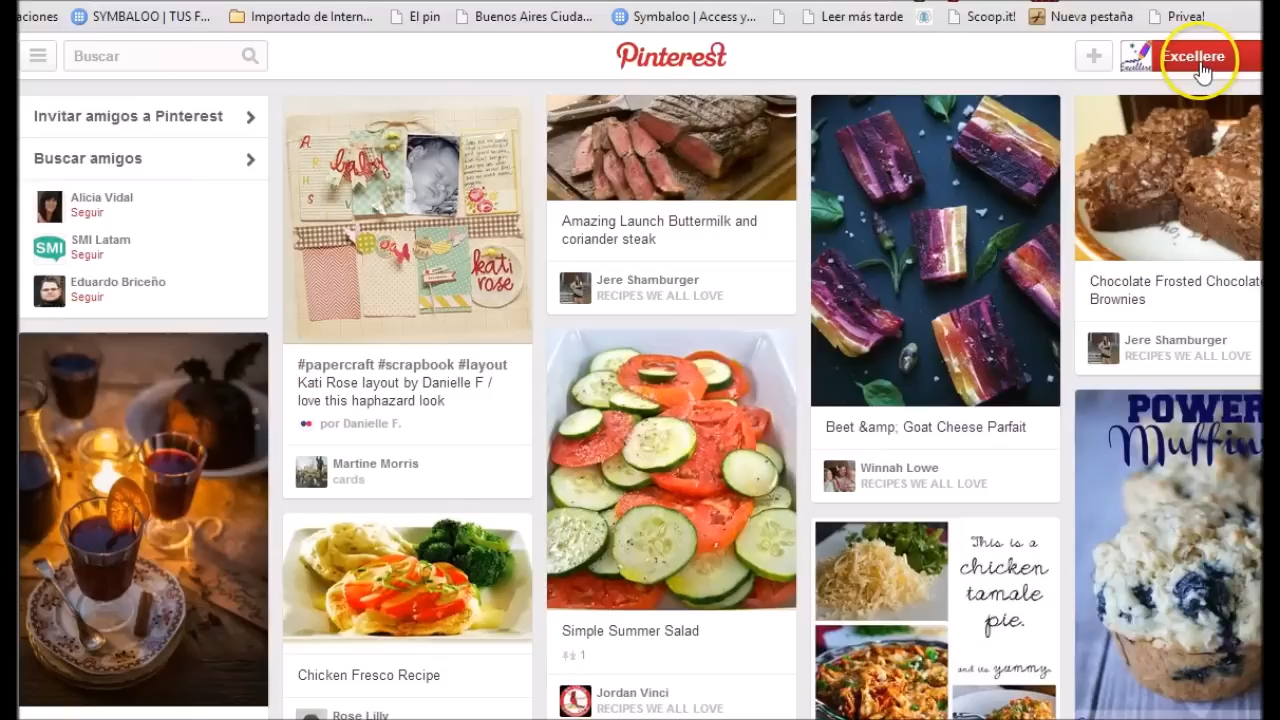 aciones
SYMBALOO | TUS F...
Importado de Intern...
El pin
Buenos Aires Ciuda...
Symbaloo | Access y...
Leer más tarde
Scoop.it!
Nueva pestaña
Privea!
Buscar
Pinterest
Excellere
Excellere
Invitar amigos a Pinterest
Buscar amigos
Alicia Vidal
Seguir
SMI
SMI Latam
Seguir
Eduardo Briceño
Seguir
baby
kati
rose
#papercraft #scrapbook #layout
Kati Rose layout by Danielle F /
love this haphazard look
por Danielle F.
Martine Morris
cards
Chicken Fresco Recipe
Rose Lilly
Amazing Launch Buttermilk and
coriander steak
Jere Shamburger
RECIPES WE ALL LOVE
Simple Summer Salad
1
Jordan Vinci
RECIPES WE ALL LOVE
Beet &amp; Goat Cheese Parfait
Winnah Lowe
RECIPES WE ALL LOVE
This is a
chicken
tamale
pie.
and its yummy.
Chocolate Frosted Chocolate
Brownies
Jere Shamburger
RECIPES WE ALL LOVE
POWER
Muffin